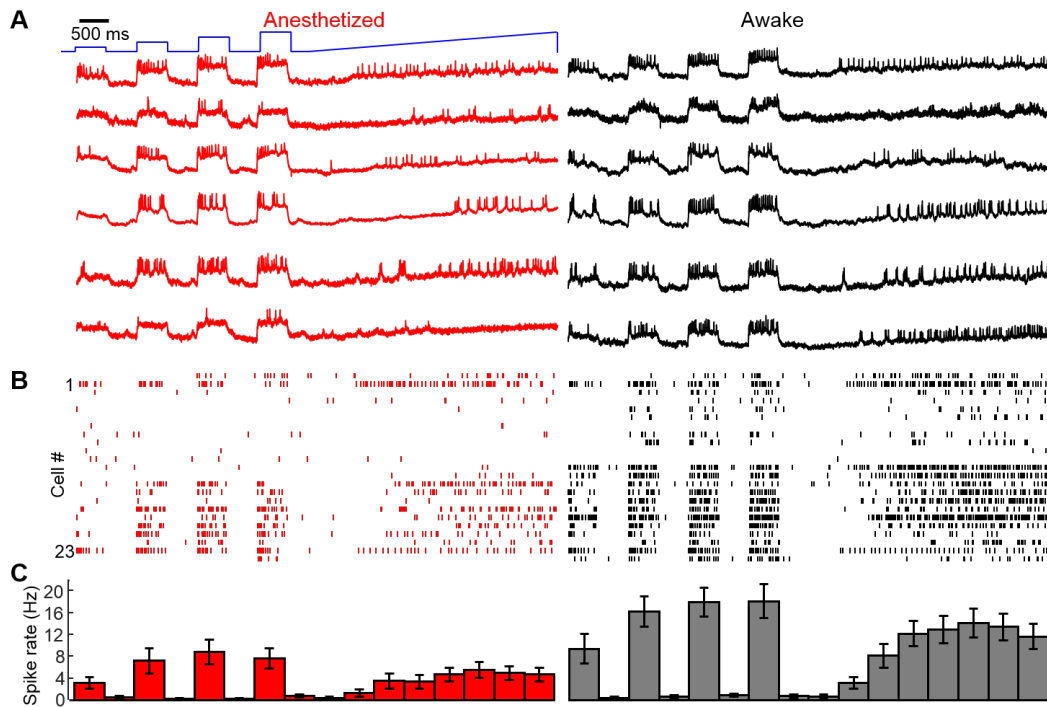 A
500 ms
Anesthetized
Awake
B
1
Cell #
23
C
Spike rate (Hz)
20
16
12
8
4
0